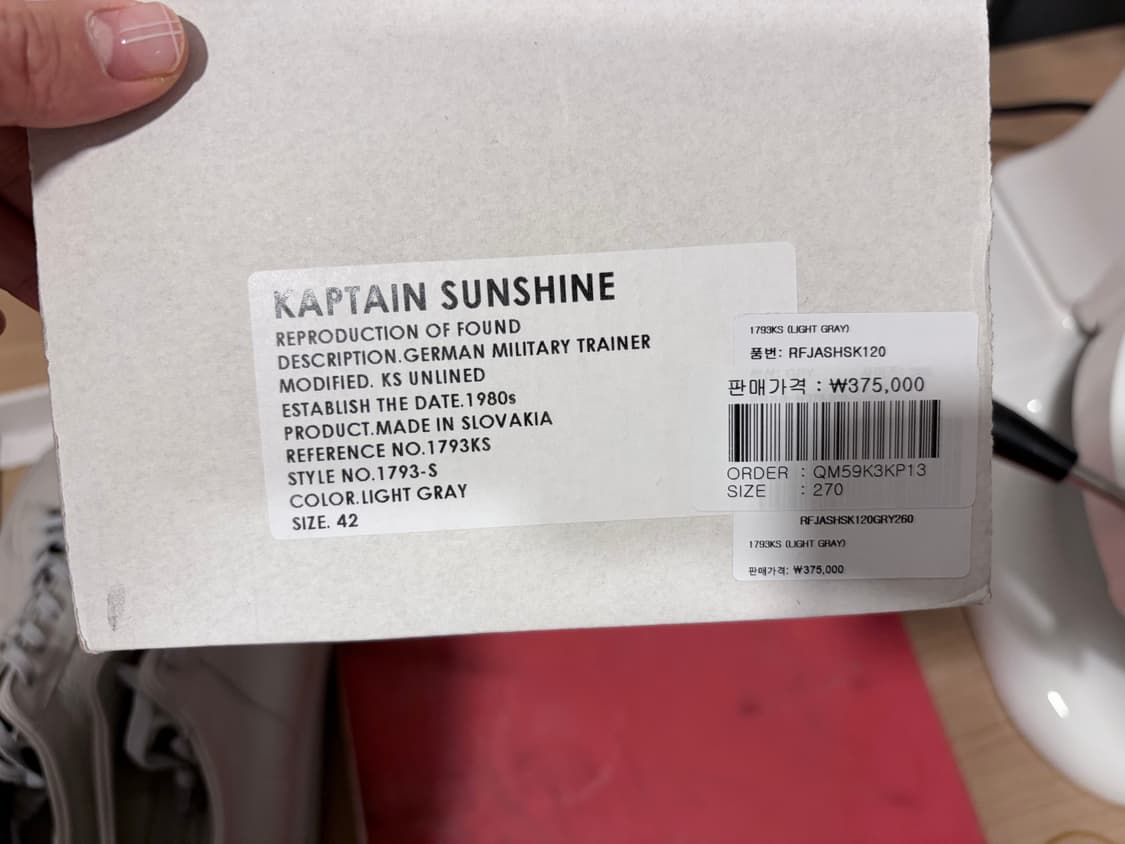 KAPTAIN SUNSHINE
REPRODUCTION OF FOUND
DESCRIPTION.GERMAN MILITARY TRAINER
MODIFIED. KS UNLINED
ESTABLISH THE DATE.1980s
PRODUCT.MADE IN SLOVAKIA
REFERENCE NO.1793KS
STYLE NO.1793-S
COLOR.LIGHT GRAY
SIZE. 42
1793KS (LIGHT GRAY)
품번: RFJASHSK120
판매가격 : ₩375,000
ORDER : QM59K3KP13
SIZE : 270
RFJASHSK120GRY260
1793KS (LIGHT GRAY)
판매가격: ₩375,000